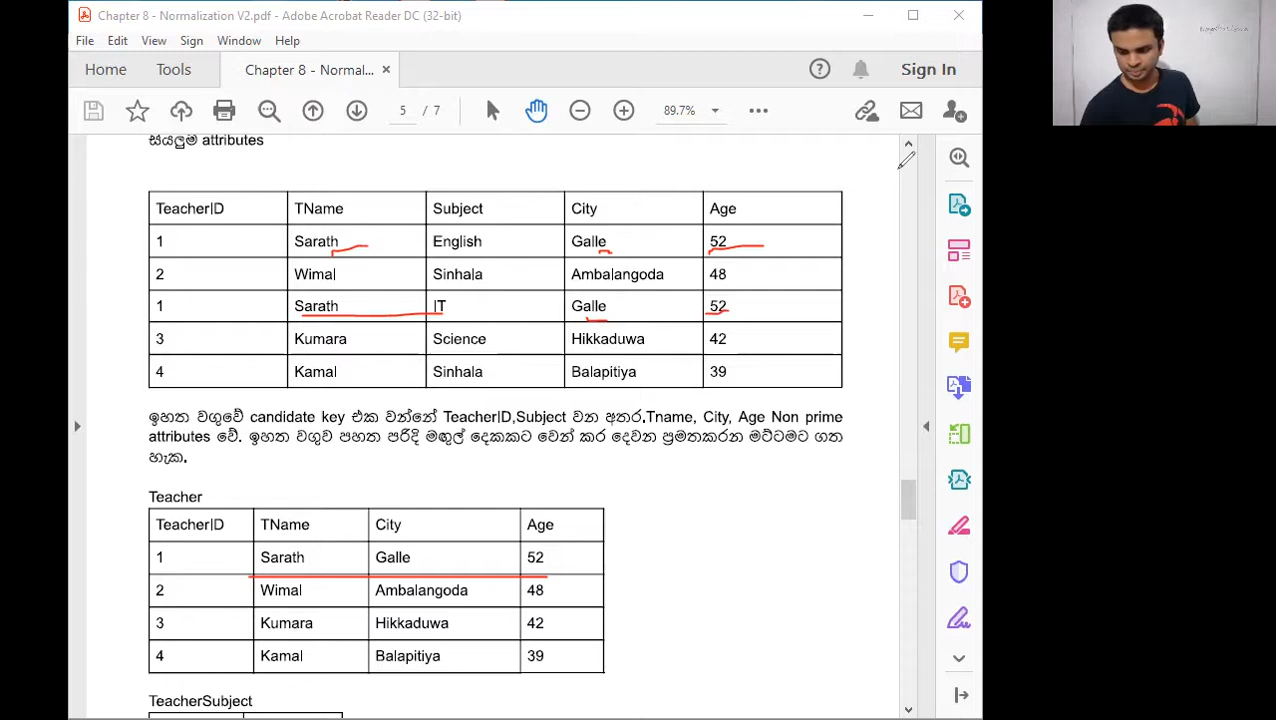 Chapter 8 - Normalization V2.pdf - Adobe Acrobat Reader DC (32-bit)
File Edit View Sign Window Help
Home Tools Chapter 8 - Normal... Sign In
5 / 7 89.7%
සියලුම attributes
TeacherID TName Subject City Age
1 Sarath English Galle 52
2 Wimal Sinhala Ambalangoda 48
1 Sarath IT Galle 52
3 Kumara Science Hikkaduwa 42
4 Kamal Sinhala Balapitiya 39
ඉහත වගුවේ candidate key එක වන්නේ TeacherID,Subject වන අතර,Tname, City, Age Non prime
attributes වේ. ඉහත වගුව පහත පරිදි මඟුල් දෙකකට වෙන් කර දෙවන ප්‍රමතකරන මට්ටමට ගත
හැක.
Teacher
TeacherID TName City Age
1 Sarath Galle 52
2 Wimal Ambalangoda 48
3 Kumara Hikkaduwa 42
4 Kamal Balapitiya 39
TeacherSubject